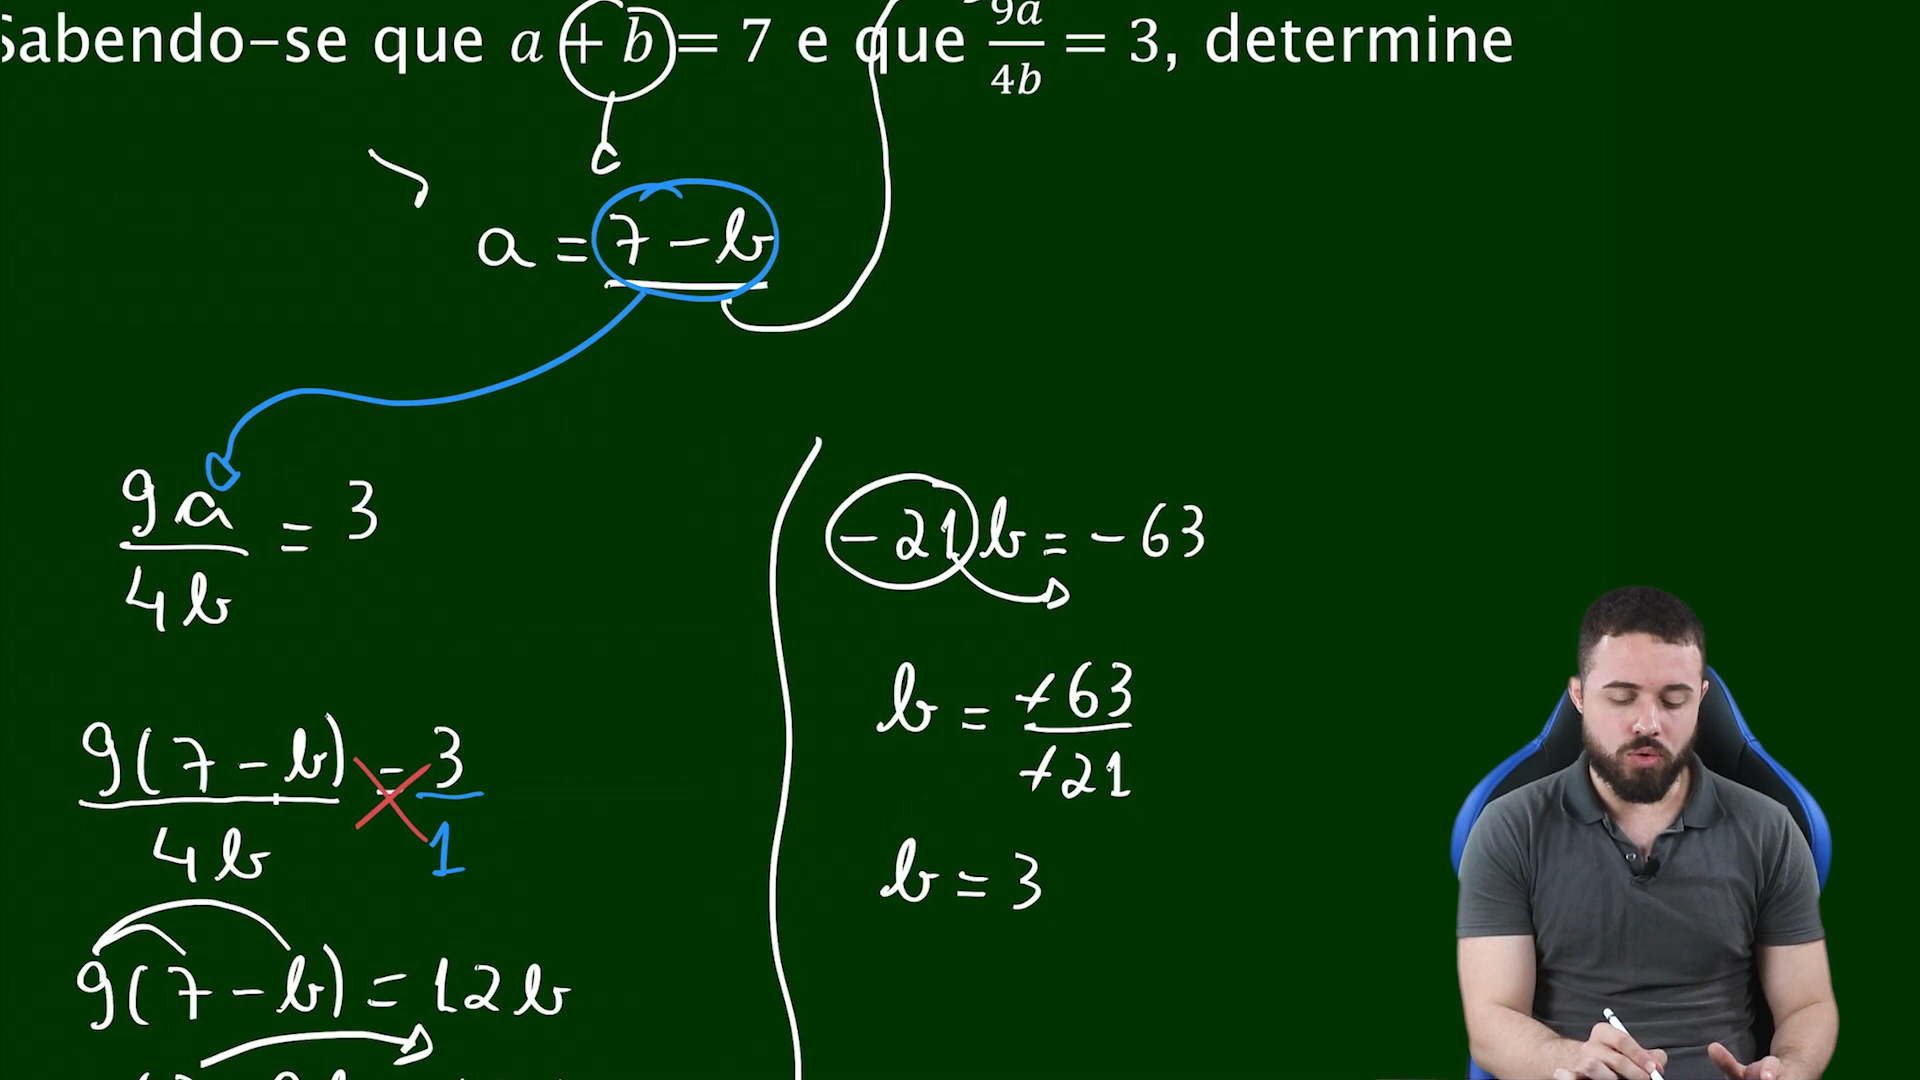 Sabendo-se que a + b = 7 e que 9a/4b = 3, determine
a = 7 - b
9a/4b = 3
9(7 - b)/4b = 3/1
9(7 - b) = 12b
-21b = -63
b = +63/+21
b = 3